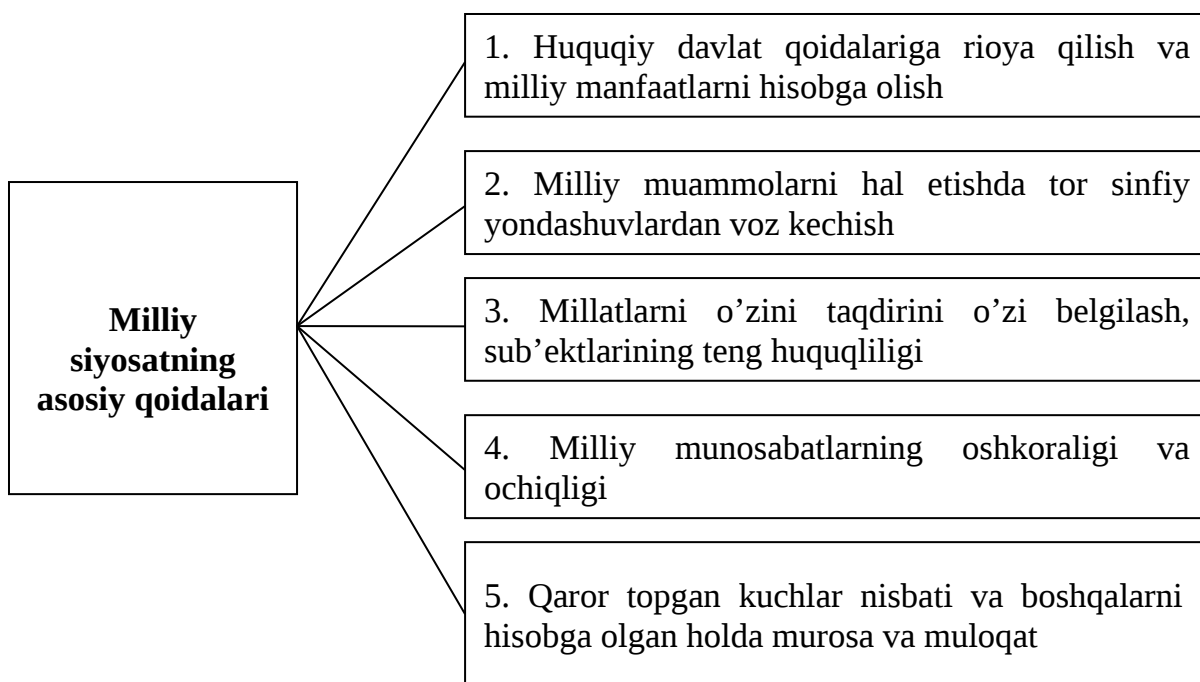 Milliy
siyosatning
asosiy qoidalari
1. Huquqiy davlat qoidalariga rioya qilish va
milliy manfaatlarni hisobga olish
2. Milliy muammolarni hal etishda tor sinfiy
yondashuvlardan voz kechish
3. Millatlarni o’zini taqdirini o’zi belgilash,
sub’ektlarining teng huquqliligi
4. Milliy munosabatlarning oshkoraligi va
ochiqligi
5. Qaror topgan kuchlar nisbati va boshqalarni
hisobga olgan holda murosa va muloqat